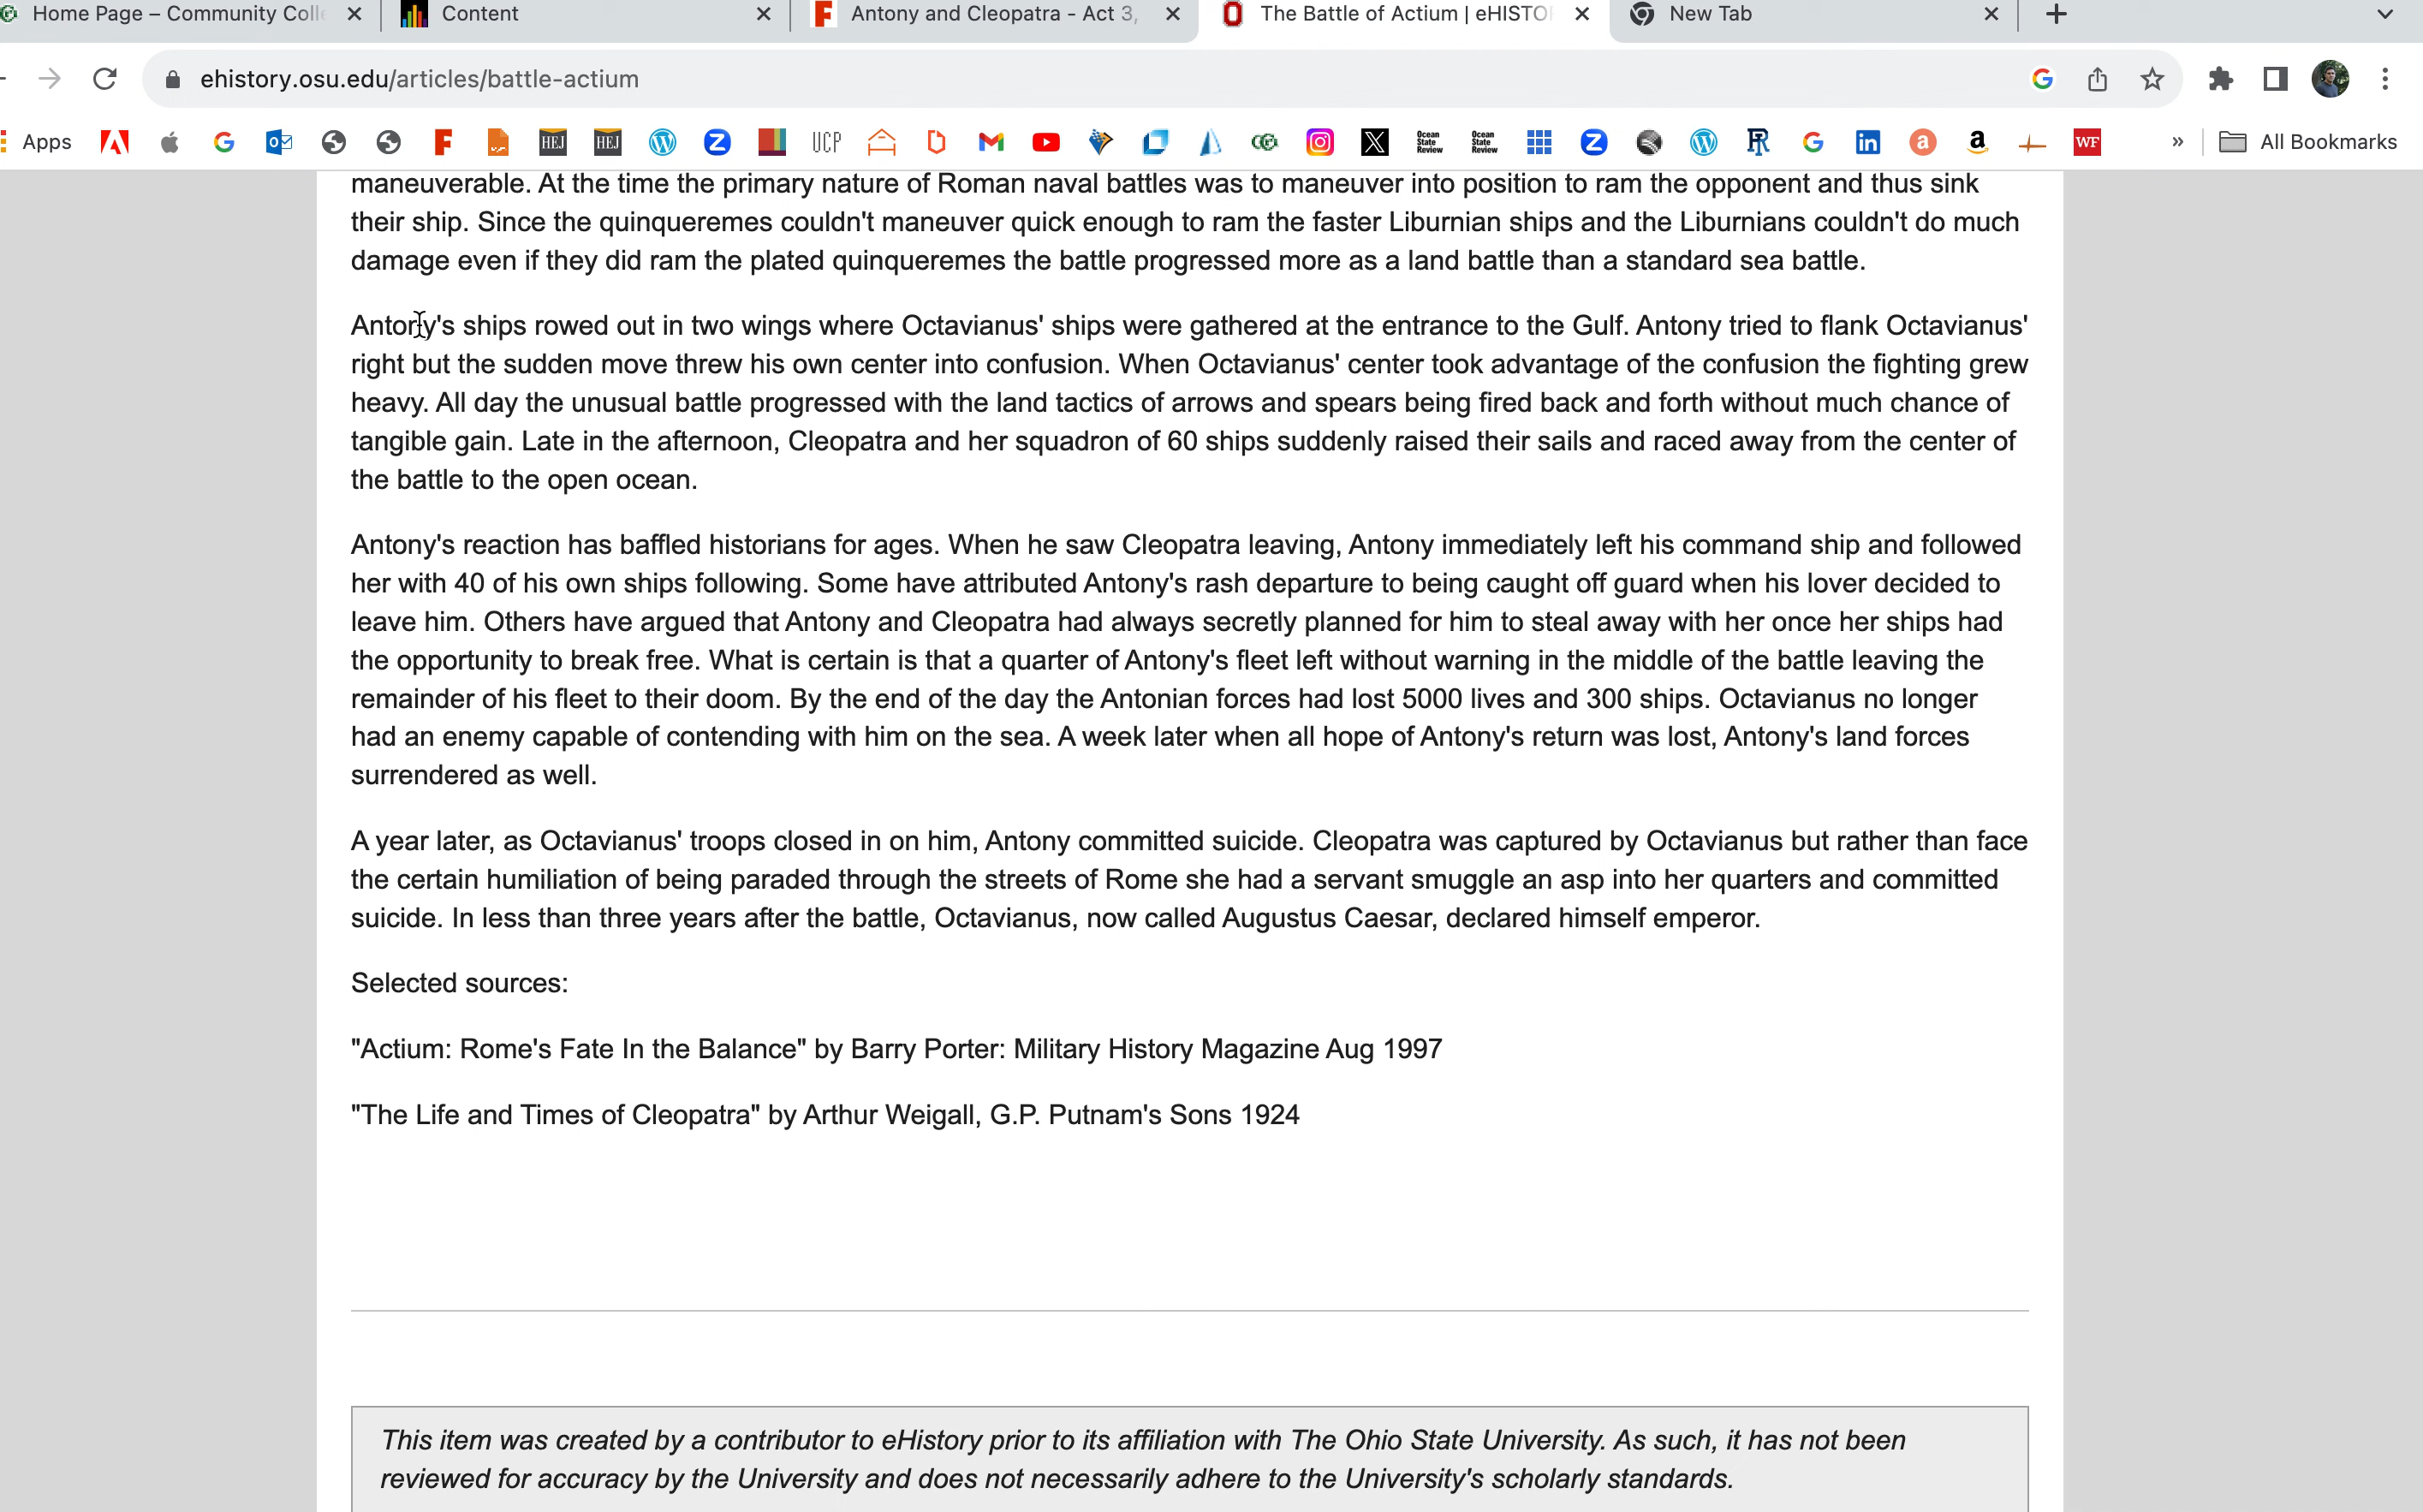 Home Page – Community Coll
Content
Antony and Cleopatra - Act 3,
The Battle of Actium | eHISTO
New Tab
ehistory.osu.edu/articles/battle-actium
Apps
HEJ
HEJ
UCP
Ocean State Review
Ocean State Review
WF
All Bookmarks
maneuverable. At the time the primary nature of Roman naval battles was to maneuver into position to ram the opponent and thus sink
their ship. Since the quinqueremes couldn't maneuver quick enough to ram the faster Liburnian ships and the Liburnians couldn't do much
damage even if they did ram the plated quinqueremes the battle progressed more as a land battle than a standard sea battle.
Antony's ships rowed out in two wings where Octavianus' ships were gathered at the entrance to the Gulf. Antony tried to flank Octavianus'
right but the sudden move threw his own center into confusion. When Octavianus' center took advantage of the confusion the fighting grew
heavy. All day the unusual battle progressed with the land tactics of arrows and spears being fired back and forth without much chance of
tangible gain. Late in the afternoon, Cleopatra and her squadron of 60 ships suddenly raised their sails and raced away from the center of
the battle to the open ocean.
Antony's reaction has baffled historians for ages. When he saw Cleopatra leaving, Antony immediately left his command ship and followed
her with 40 of his own ships following. Some have attributed Antony's rash departure to being caught off guard when his lover decided to
leave him. Others have argued that Antony and Cleopatra had always secretly planned for him to steal away with her once her ships had
the opportunity to break free. What is certain is that a quarter of Antony's fleet left without warning in the middle of the battle leaving the
remainder of his fleet to their doom. By the end of the day the Antonian forces had lost 5000 lives and 300 ships. Octavianus no longer
had an enemy capable of contending with him on the sea. A week later when all hope of Antony's return was lost, Antony's land forces
surrendered as well.
A year later, as Octavianus' troops closed in on him, Antony committed suicide. Cleopatra was captured by Octavianus but rather than face
the certain humiliation of being paraded through the streets of Rome she had a servant smuggle an asp into her quarters and committed
suicide. In less than three years after the battle, Octavianus, now called Augustus Caesar, declared himself emperor.
Selected sources:
"Actium: Rome's Fate In the Balance" by Barry Porter: Military History Magazine Aug 1997
"The Life and Times of Cleopatra" by Arthur Weigall, G.P. Putnam's Sons 1924
This item was created by a contributor to eHistory prior to its affiliation with The Ohio State University. As such, it has not been
reviewed for accuracy by the University and does not necessarily adhere to the University's scholarly standards.